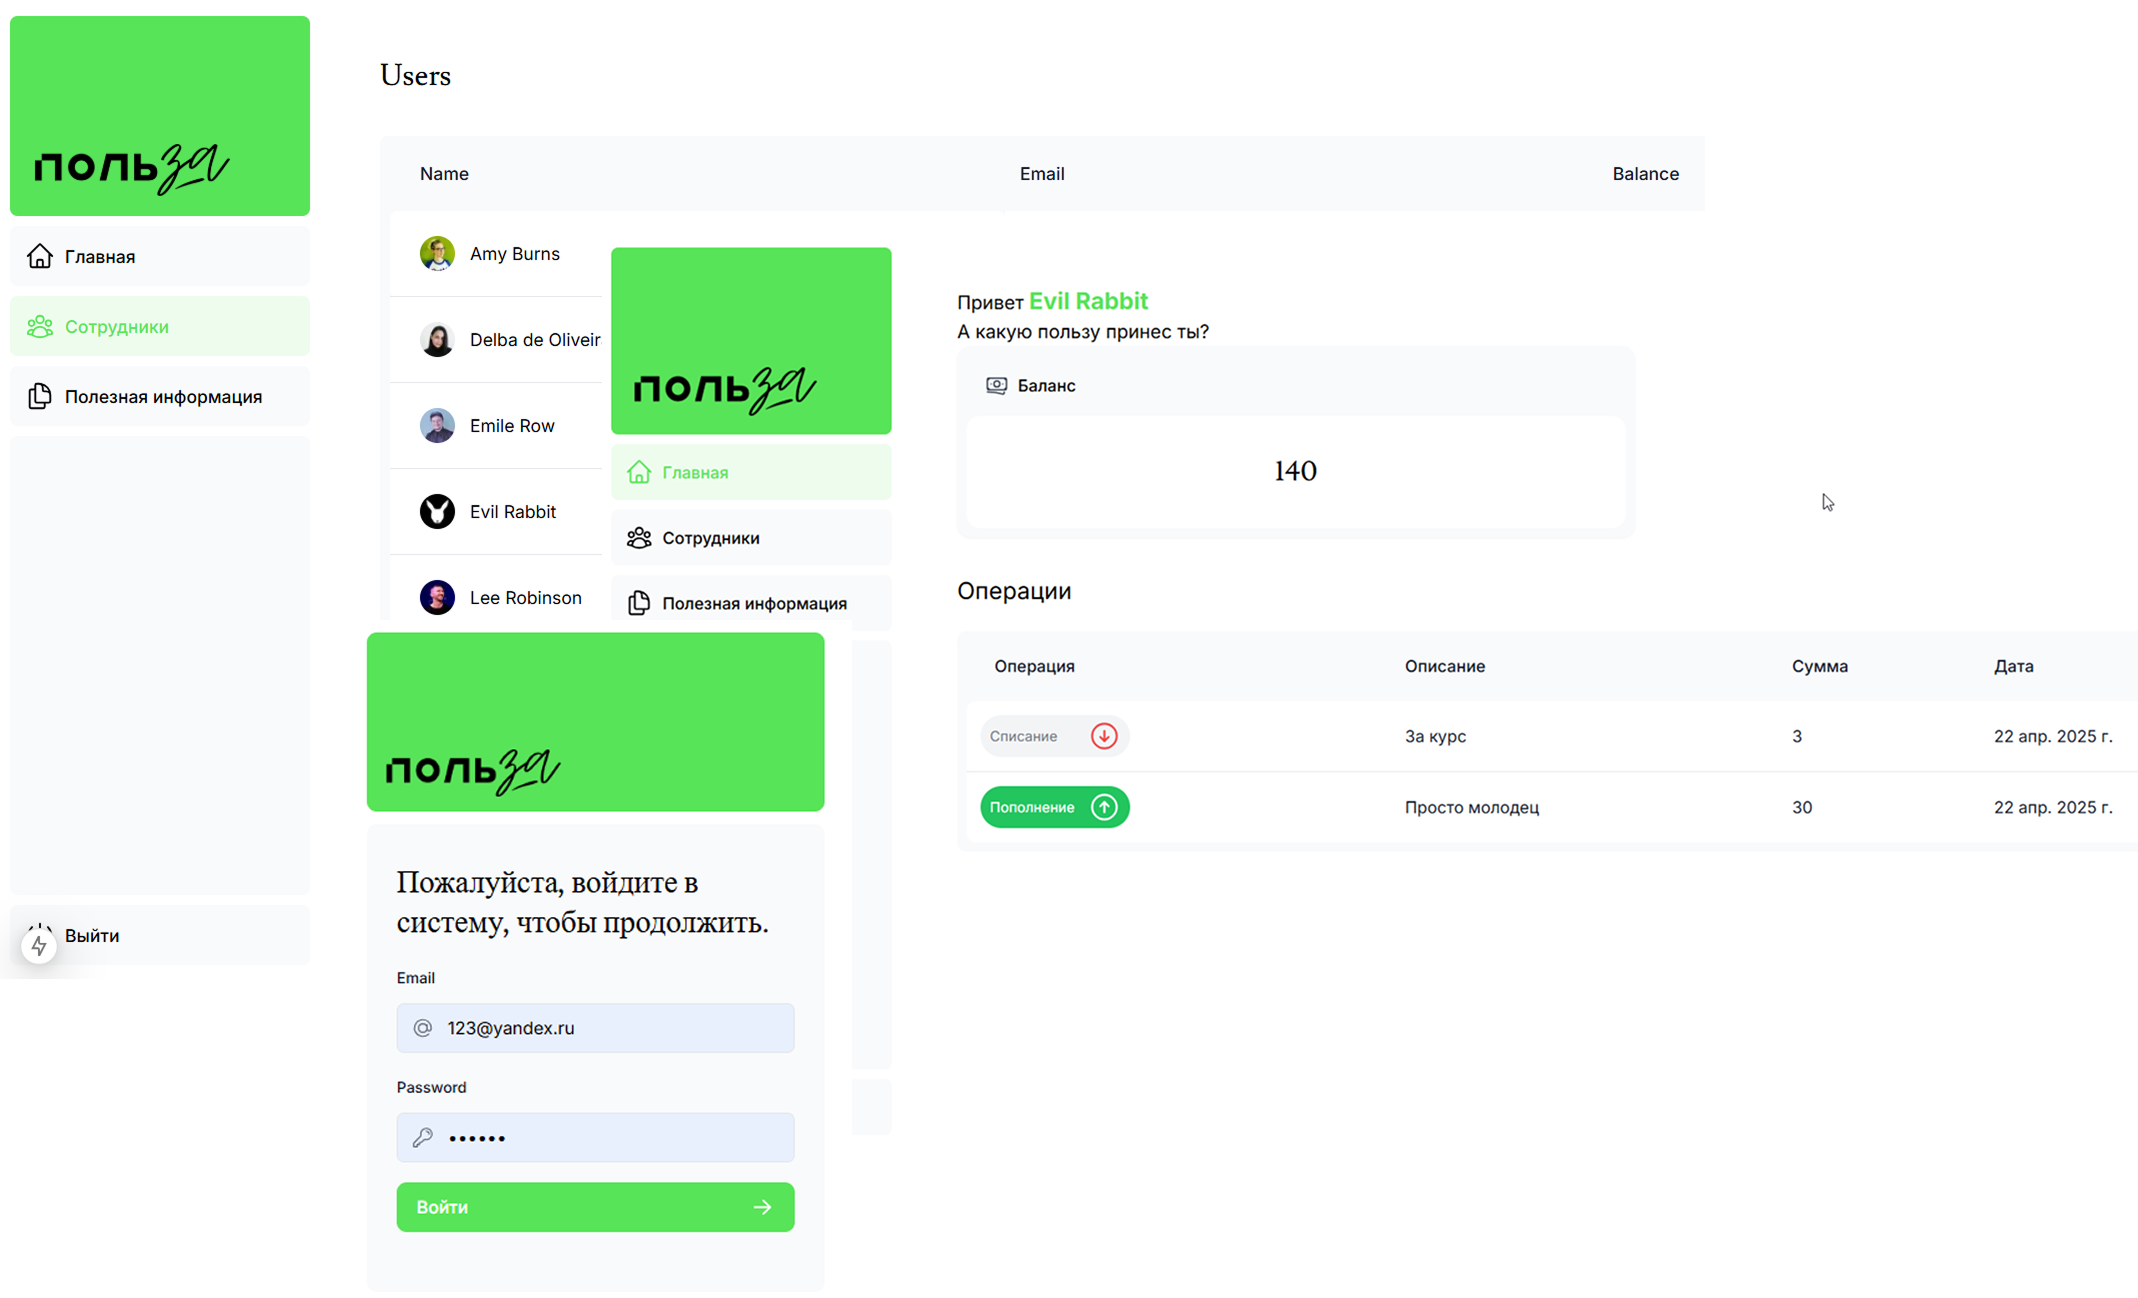 польза
Главная
Сотрудники
Полезная информация
Выйти
Users
Name Email Balance
Amy Burns
Delba de Oliveir
Emile Row
Evil Rabbit
Lee Robinson
польза
Главная
Сотрудники
Полезная информация
Привет Evil Rabbit
А какую пользу принес ты?
Баланс
140
Операции
Операция Описание Сумма Дата
Списание За курс 3 22 апр. 2025 г.
Пополнение Просто молодец 30 22 апр. 2025 г.
польза
Пожалуйста, войдите в
систему, чтобы продолжить.
Email
123@yandex.ru
Password
••••••
Войти